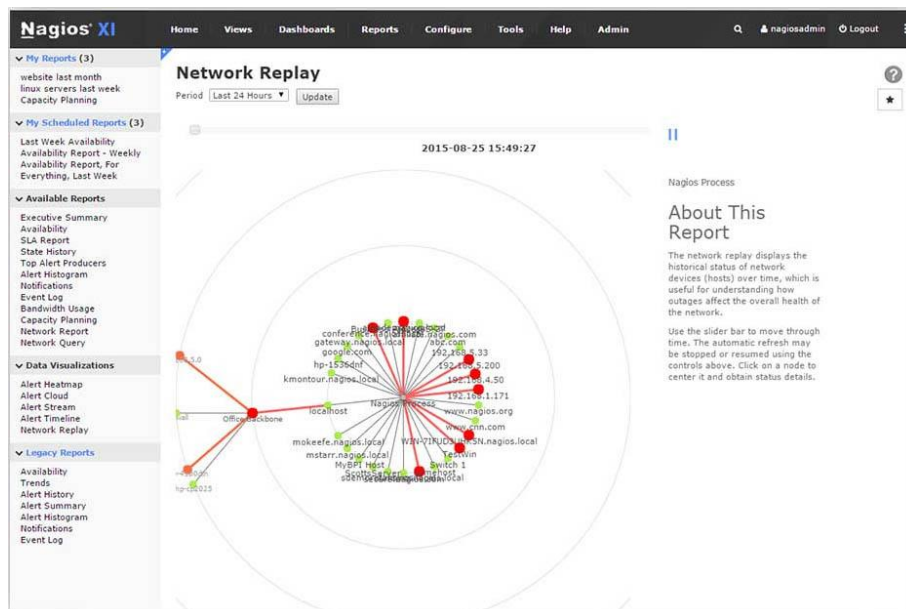 Nagios® XI
Home Views Dashboards Reports Configure Tools Help Admin nagiosadmin Logout
My Reports (3)
website last month
linux servers last week
Capacity Planning
My Scheduled Reports (3)
Last Week Availability
Availability Report - Weekly
Availability Report, For
Everything, Last Week
Available Reports
Executive Summary
Availability
SLA Report
State History
Top Alert Producers
Alert Histogram
Notifications
Event Log
Bandwidth Usage
Capacity Planning
Network Report
Network Query
Data Visualizations
Alert Heatmap
Alert Cloud
Alert Stream
Alert Timeline
Network Replay
Legacy Reports
Availability
Trends
Alert History
Alert Summary
Alert Histogram
Notifications
Event Log
Network Replay
Period Last 24 Hours Update
2015-08-25 15:49:27
gateway.nagios.local
abz.com
google.com
192.168.5.33
hp-1536dnf
192.168.5.200
kmontour.nagios.local
192.168.4.50
192.168.1.171
Nagios Process
localhost
www.nagios.org
Office Backbone
www.cnn.com
mokeefe.nagios.local
mstarr.nagios.local
TestWin
MyBPI Host
Switch 1
Nagios Process
About This
Report
The network replay displays the
historical status of network
devices (hosts) over time, which is
useful for understanding how
outages affect the overall health of
the network.
Use the slider bar to move through
time. The automatic refresh may
be stopped or resumed using the
controls above. Click on a node to
center it and obtain status details.